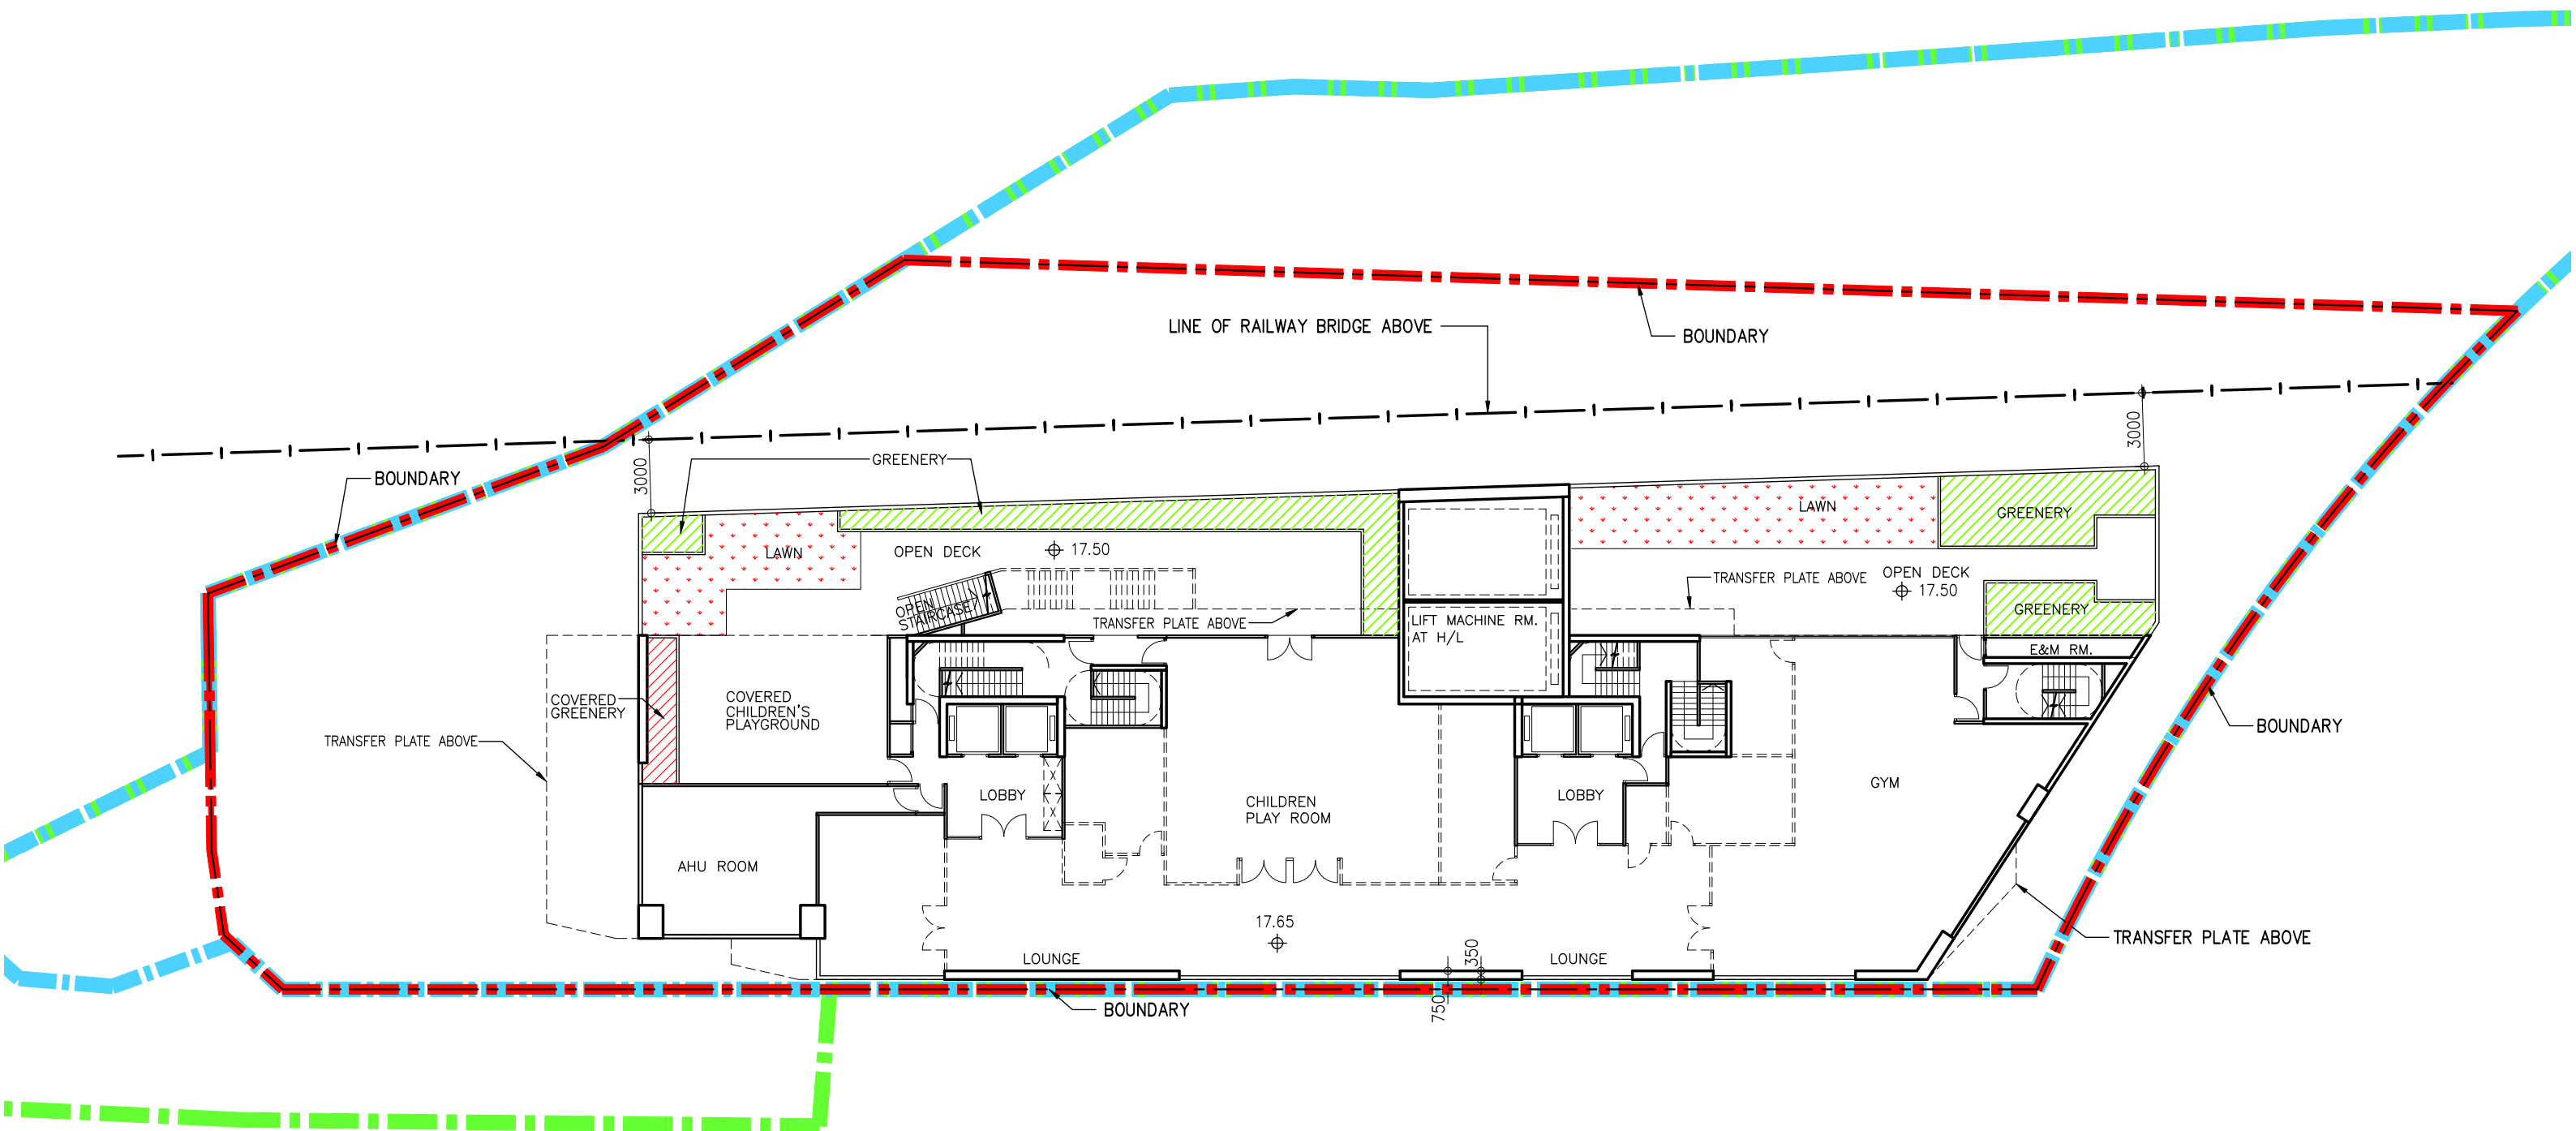 LINE OF RAILWAY BRIDGE ABOVE
BOUNDARY
3000
BOUNDARY
GREENERY
3000
LAWN
GREENERY
LAWN
OPEN DECK
17.50
TRANSFER PLATE ABOVE
OPEN DECK
17.50
OPEN
STAIRCASE
TRANSFER PLATE ABOVE
GREENERY
LIFT MACHINE RM.
AT H/L
E&M RM.
COVERED
GREENERY
COVERED
CHILDREN'S
PLAYGROUND
BOUNDARY
TRANSFER PLATE ABOVE
GYM
LOBBY
CHILDREN
PLAY ROOM
LOBBY
AHU ROOM
17.65
TRANSFER PLATE ABOVE
LOUNGE
350
LOUNGE
750
BOUNDARY